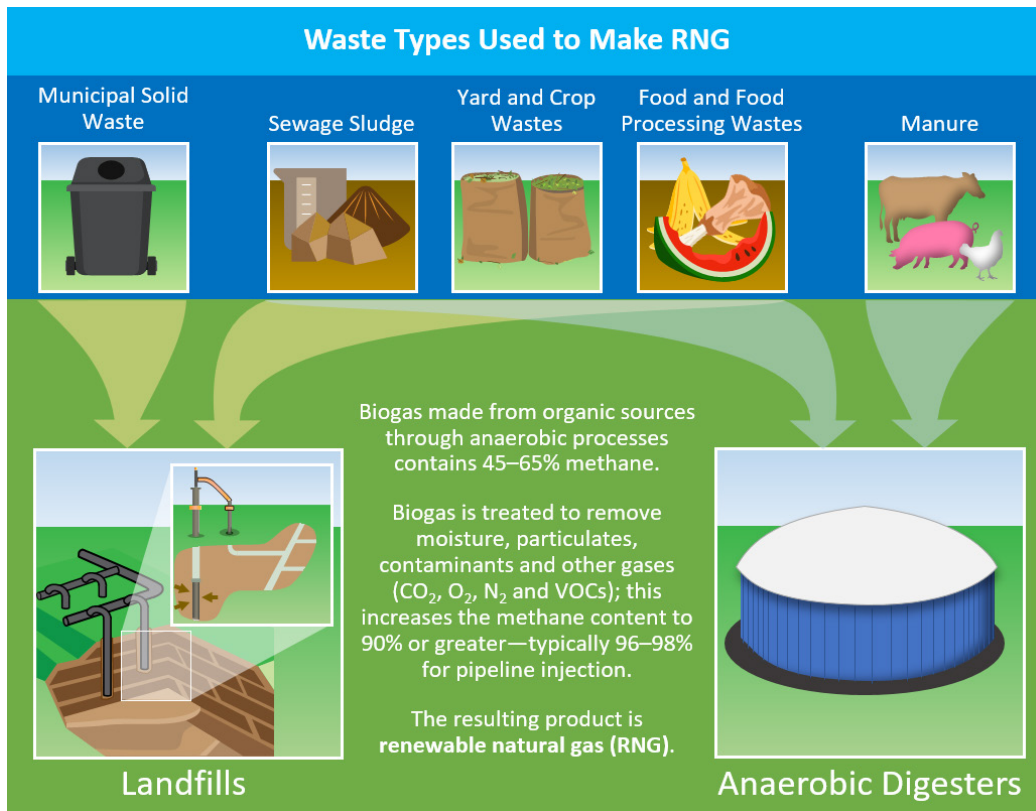 Waste Types Used to Make RNG
Municipal Solid
Waste
Sewage Sludge
Yard and Crop
Wastes
Food and Food
Processing Wastes
Manure
Biogas made from organic sources
through anaerobic processes
contains 45–65% methane.
Biogas is treated to remove
moisture, particulates,
contaminants and other gases
(CO₂, O₂, N₂ and VOCs); this
increases the methane content to
90% or greater—typically 96–98%
for pipeline injection.
The resulting product is
renewable natural gas (RNG).
Landfills
Anaerobic Digesters